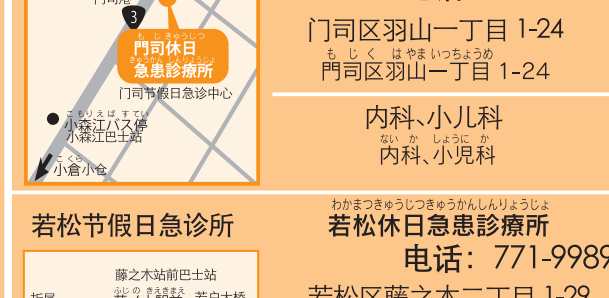 3
もじきゅうじつ
門司休日
きゅうかんしんりょうじょ
急患診療所
门司节假日急诊中心
こもりえばすてい
小森江バス停
小森江巴士站
こくら
小倉小仓
门司区羽山一丁目 1-24
もじくはやまいっちょうめ
門司区羽山一丁目 1-24
内科、小儿科
ないかしょうにか
内科、小児科
若松节假日急诊所
わかまつきゅうじつきゅうかんしんりょうじょ
若松休日急患診療所
电话: 771-9989
藤之木站前巴士站
ふじのきえきまえ
若松区藤之木二丁目 1-29